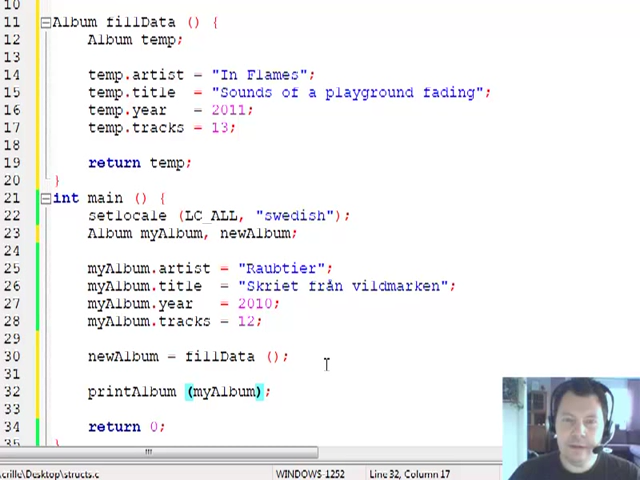 10
11 Album fillData () {
12 Album temp;
13
14 temp.artist = "In Flames";
15 temp.title = "Sounds of a playground fading";
16 temp.year = 2011;
17 temp.tracks = 13;
18
19 return temp;
20 }
21 int main () {
22 setlocale (LC_ALL, "swedish");
23 Album myAlbum, newAlbum;
24
25 myAlbum.artist = "Raubtier";
26 myAlbum.title = "Skriet från vildmarken";
27 myAlbum.year = 2010;
28 myAlbum.tracks = 12;
29
30 newAlbum = fillData ();
31
32 printAlbum (myAlbum);
33
34 return 0;
35 }
crille\Desktop\structs.c WINDOWS-1252 Line 32, Column 17